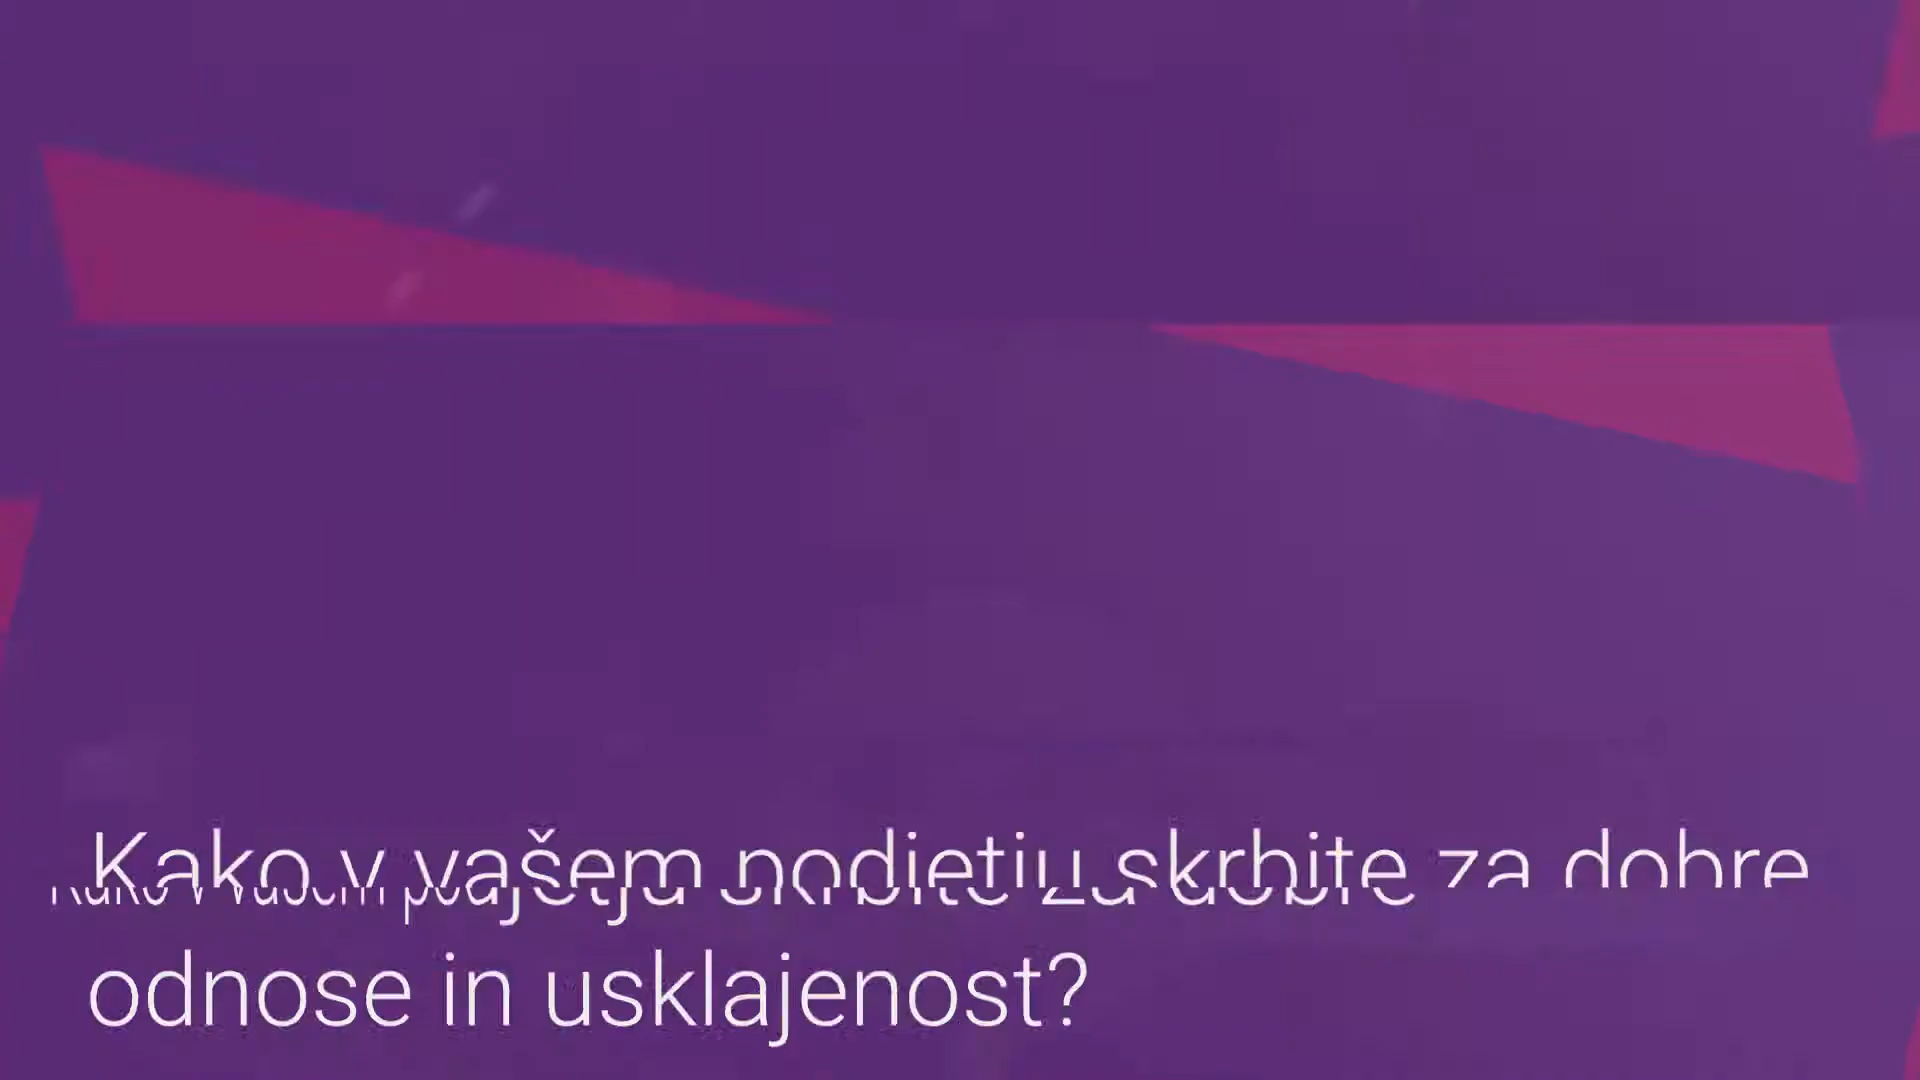 Kako v vašem podjetju skrbite za dobre
odnose in usklajenost?